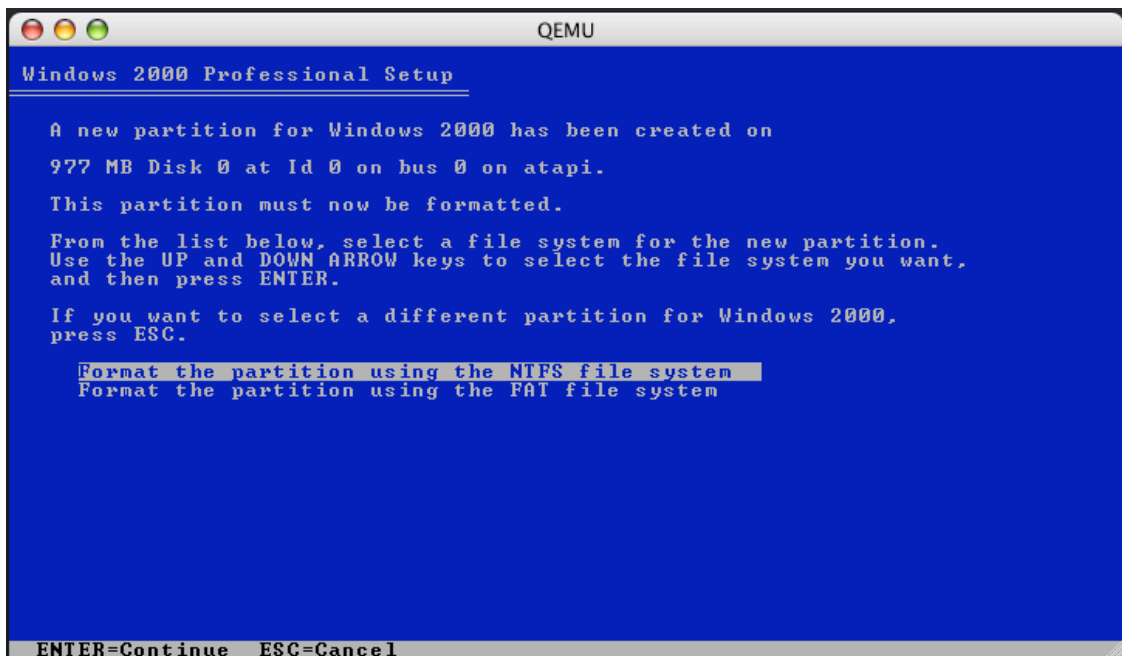 QEMU
Windows 2000 Professional Setup
A new partition for Windows 2000 has been created on
977 MB Disk 0 at Id 0 on bus 0 on atapi.
This partition must now be formatted.
From the list below, select a file system for the new partition.
Use the UP and DOWN ARROW keys to select the file system you want,
and then press ENTER.
If you want to select a different partition for Windows 2000,
press ESC.
Format the partition using the NTFS file system
Format the partition using the FAT file system
ENTER=Continue ESC=Cancel